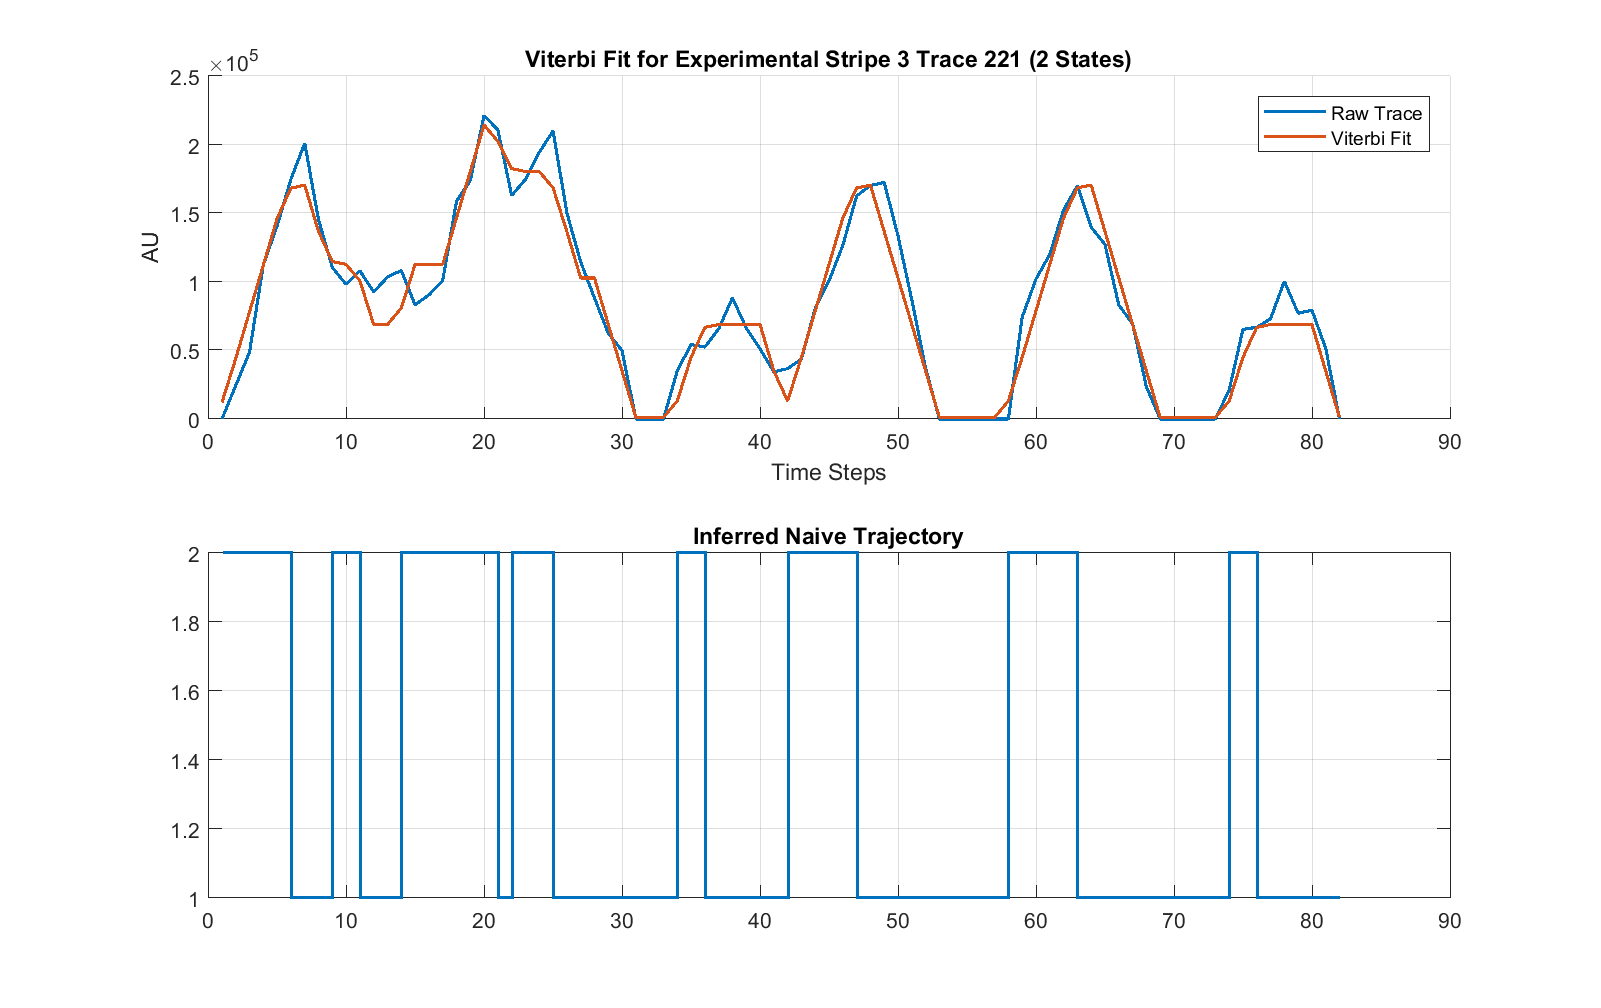 Viterbi Fit for Experimental Stripe 3 Trace 221 (2 States)
×10⁵
2.5
2
1.5
1
0.5
0
AU
Raw Trace
Viterbi Fit
0 10 20 30 40 50 60 70 80 90
Time Steps
Inferred Naive Trajectory
2
1.8
1.6
1.4
1.2
1
0 10 20 30 40 50 60 70 80 90